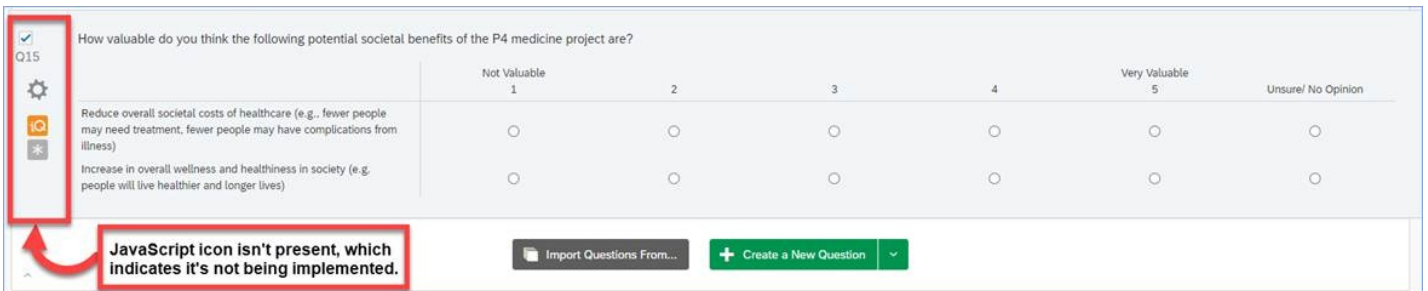 Q15
How valuable do you think the following potential societal benefits of the P4 medicine project are?
Not Valuable
1
2
3
4
Very Valuable
5
Unsure/ No Opinion
iQ
Reduce overall societal costs of healthcare (e.g., fewer people
may need treatment, fewer people may have complications from
illness)
Increase in overall wellness and healthiness in society (e.g.
people will live healthier and longer lives)
JavaScript icon isn't present, which
indicates it's not being implemented.
Import Questions From...
Create a New Question